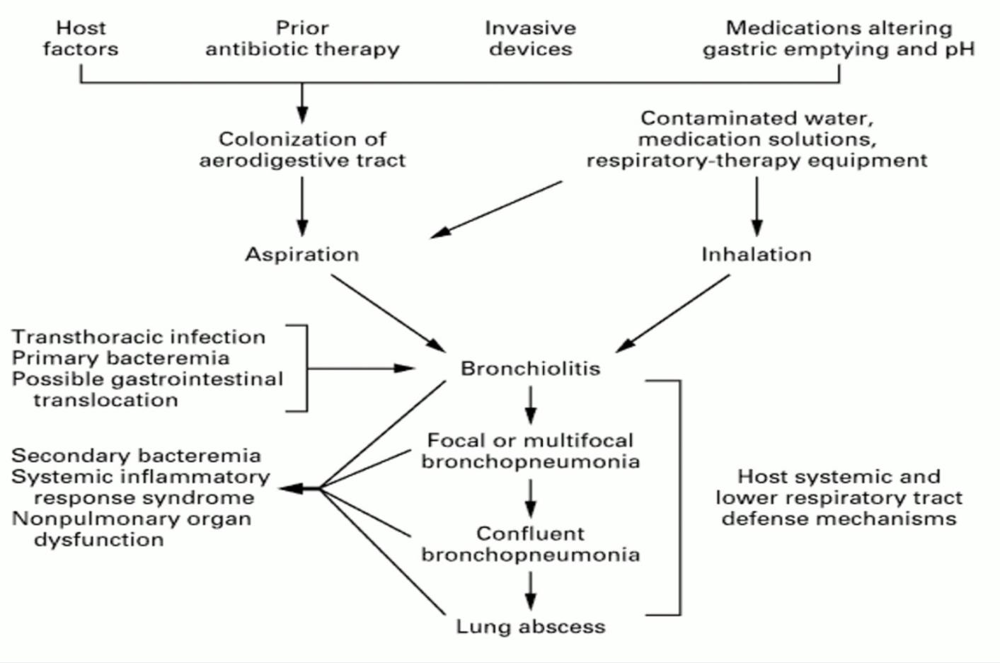 Host
factors
Prior
antibiotic therapy
Invasive
devices
Medications altering
gastric emptying and pH
Colonization of
aerodigestive tract
Contaminated water,
medication solutions,
respiratory-therapy equipment
Aspiration
Inhalation
Transthoracic infection
Primary bacteremia
Possible gastrointestinal
translocation
Bronchiolitis
Focal or multifocal
bronchopneumonia
Secondary bacteremia
Systemic inflammatory
response syndrome
Nonpulmonary organ
dysfunction
Host systemic and
lower respiratory tract
defense mechanisms
Confluent
bronchopneumonia
Lung abscess